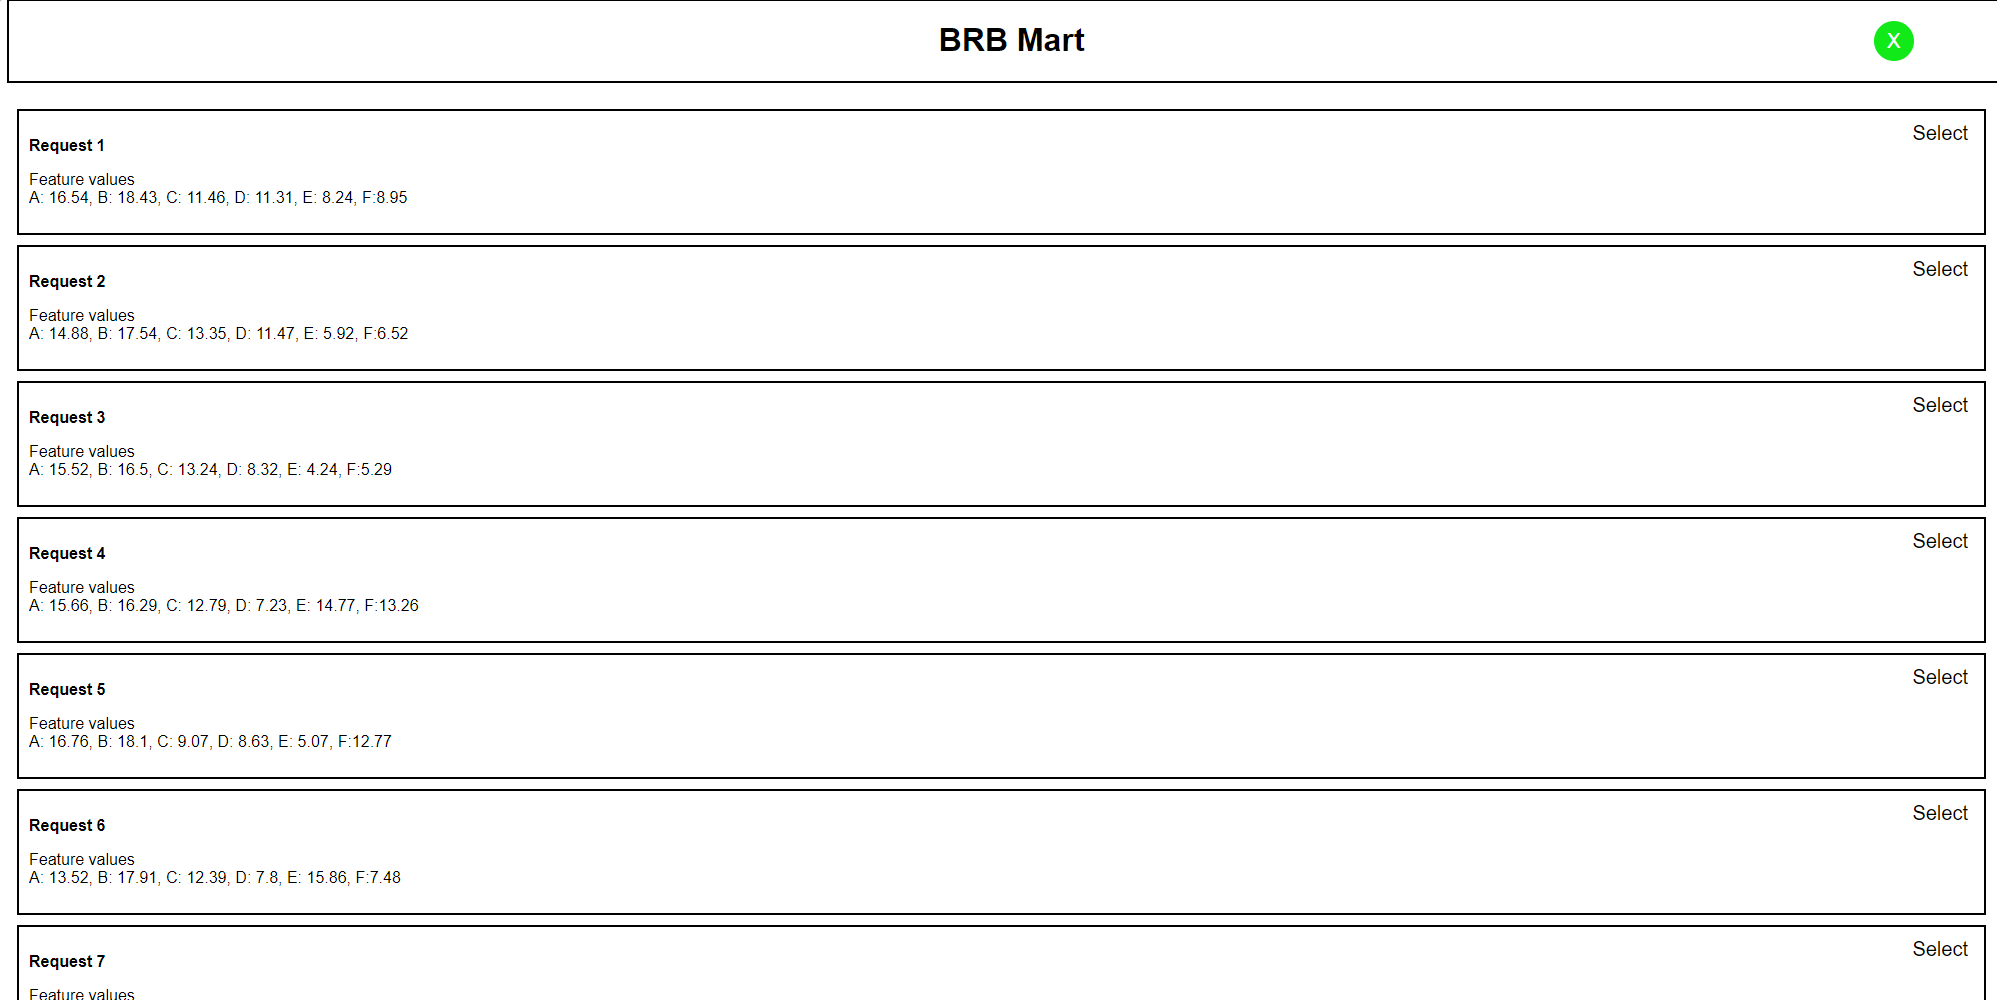 BRB Mart
X
Request 1
Select
Feature values
A: 16.54, B: 18.43, C: 11.46, D: 11.31, E: 8.24, F:8.95
Request 2
Select
Feature values
A: 14.88, B: 17.54, C: 13.35, D: 11.47, E: 5.92, F:6.52
Request 3
Select
Feature values
A: 15.52, B: 16.5, C: 13.24, D: 8.32, E: 4.24, F:5.29
Request 4
Select
Feature values
A: 15.66, B: 16.29, C: 12.79, D: 7.23, E: 14.77, F:13.26
Request 5
Select
Feature values
A: 16.76, B: 18.1, C: 9.07, D: 8.63, E: 5.07, F:12.77
Request 6
Select
Feature values
A: 13.52, B: 17.91, C: 12.39, D: 7.8, E: 15.86, F:7.48
Request 7
Select
Feature values